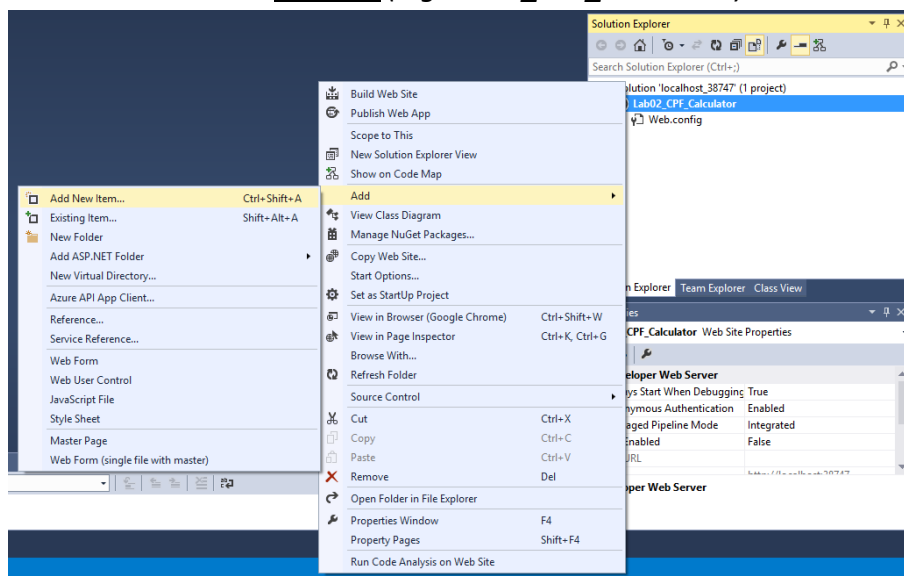 Solution Explorer
Search Solution Explorer (Ctrl+;)
lution 'localhost_38747' (1 project)
Lab02_CPF_Calculator
Web.config
Build Web Site
Publish Web App
Scope to This
New Solution Explorer View
Show on Code Map
Add
View Class Diagram
Manage NuGet Packages...
Copy Web Site...
Start Options...
Set as StartUp Project
View in Browser (Google Chrome) Ctrl+Shift+W
View in Page Inspector Ctrl+K, Ctrl+G
Browse With...
Refresh Folder
Source Control
Cut Ctrl+X
Copy Ctrl+C
Paste Ctrl+V
Remove Del
Open Folder in File Explorer
Properties Window F4
Property Pages Shift+F4
Run Code Analysis on Web Site
Add New Item... Ctrl+Shift+A
Existing Item... Shift+Alt+A
New Folder
Add ASP.NET Folder
New Virtual Directory...
Azure API App Client...
Reference...
Service Reference...
Web Form
Web User Control
JavaScript File
Style Sheet
Master Page
Web Form (single file with master)
n Explorer Team Explorer Class View
ies
CPF_Calculator Web Site Properties
eloper Web Server
ys Start When Debugging True
nymous Authentication Enabled
aged Pipeline Mode Integrated
Enabled False
URL
oper Web Server